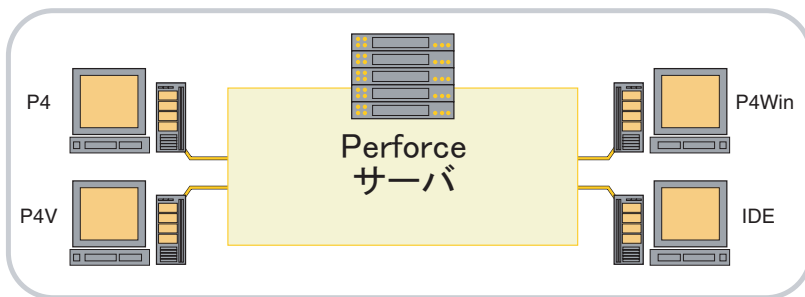 P4
P4V
Perforce
サーバ
P4Win
IDE